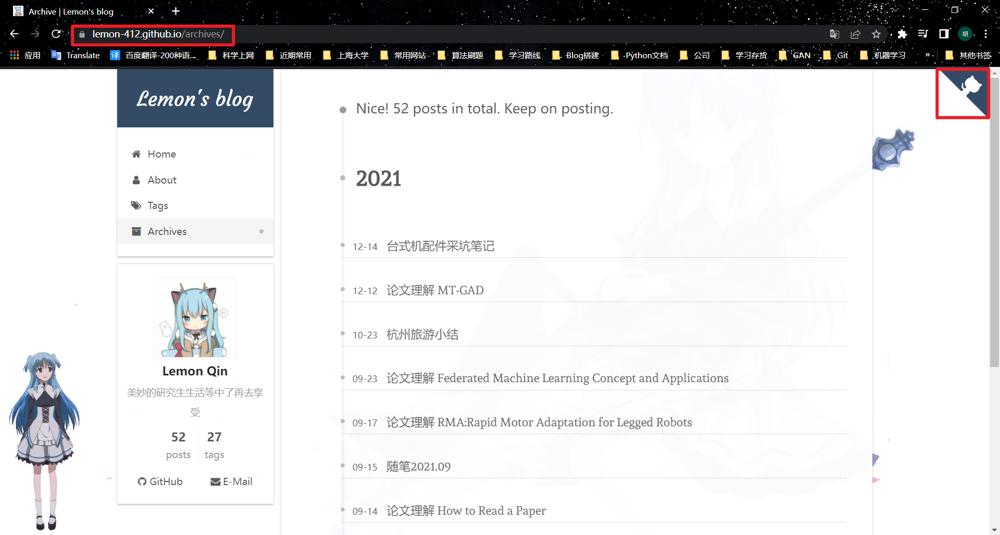 Archive | Lemon's blog
lemon-412.github.io/archives/
胡
应用 Translate 百度翻译-200种语... 科学上网 近期常用 上海大学 常用网站 算法刷题 学习路线 Blog搭建 Python文档 公司 学习存货 GAN Git 机器学习 » 其他书签
Lemon's blog
Home
About
Tags
Archives
Lemon Qin
美妙的研究生生活等中了再去享
受
52 27
posts tags
GitHub E-Mail
Nice! 52 posts in total. Keep on posting.
2021
12-14 台式机配件采坑笔记
12-12 论文理解 MT-GAD
10-23 杭州旅游小结
09-23 论文理解 Federated Machine Learning Concept and Applications
09-17 论文理解 RMA:Rapid Motor Adaptation for Legged Robots
09-15 随笔2021.09
09-14 论文理解 How to Read a Paper